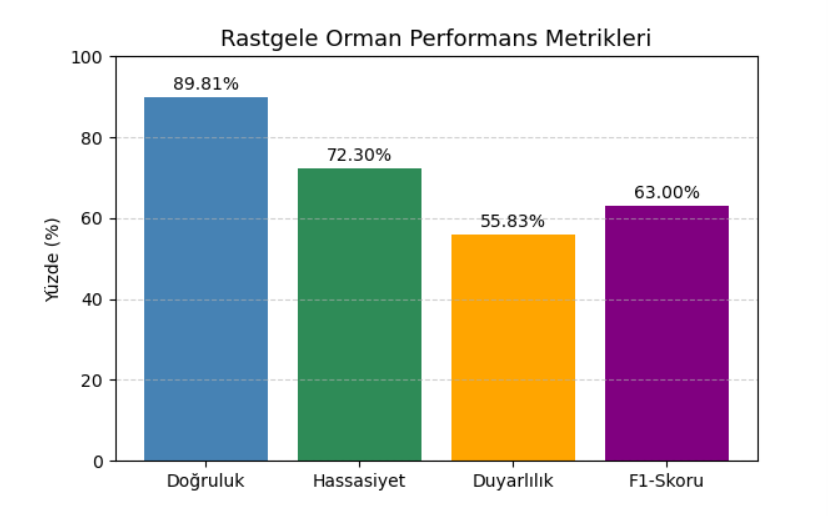 Rastgele Orman Performans Metrikleri
Yüzde (%)
100
80
60
40
20
0
89.81%
72.30%
55.83%
63.00%
Doğruluk
Hassasiyet
Duyarlılık
F1-Skoru